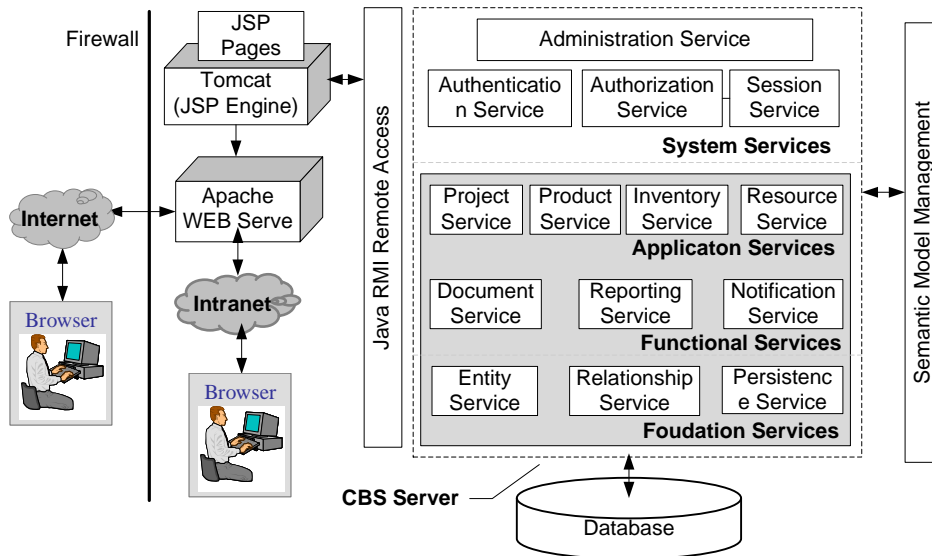 Firewall
JSP
Pages
Tomcat
(JSP Engine)
Apache
WEB Serve
Internet
Intranet
Browser
Browser
Java RMI Remote Access
Administration Service
Authenticatio
n Service
Authorization
Service
Session
Service
System Services
Project
Service
Product
Service
Inventory
Service
Resource
Service
Applicaton Services
Document
Service
Reporting
Service
Notification
Service
Functional Services
Entity
Service
Relationship
Service
Persistenc
e Service
Foudation Services
CBS Server
Database
Semantic Model Management